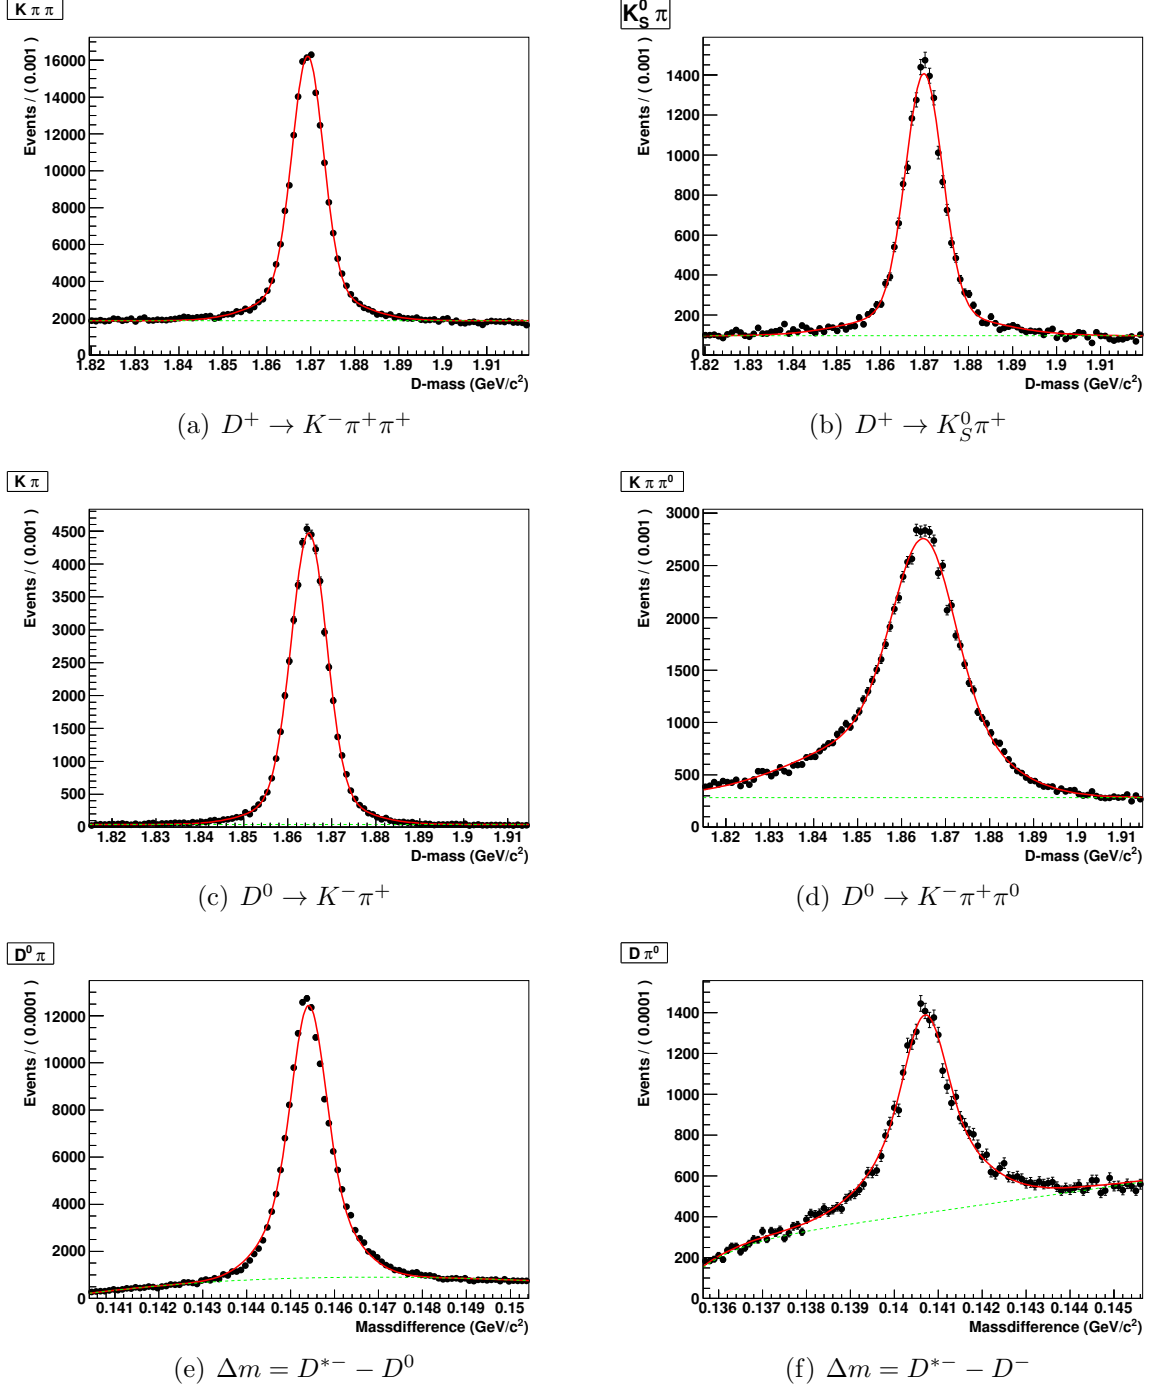 K π π
Events / ( 0.001 )
16000
14000
12000
10000
8000
6000
4000
2000
0
1.82 1.83 1.84 1.85 1.86 1.87 1.88 1.89 1.9 1.91
D-mass (GeV/c²)
(a) D⁺ → K⁻π⁺π⁺
K⁰_S π
Events / ( 0.001 )
1400
1200
1000
800
600
400
200
0
1.82 1.83 1.84 1.85 1.86 1.87 1.88 1.89 1.9 1.91
D-mass (GeV/c²)
(b) D⁺ → K⁰_Sπ⁺
K π
Events / ( 0.001 )
4500
4000
3500
3000
2500
2000
1500
1000
500
0
1.82 1.83 1.84 1.85 1.86 1.87 1.88 1.89 1.9 1.91
D-mass (GeV/c²)
(c) D⁰ → K⁻π⁺
K π π⁰
Events / ( 0.001 )
3000
2500
2000
1500
1000
500
0
1.82 1.83 1.84 1.85 1.86 1.87 1.88 1.89 1.9 1.91
D-mass (GeV/c²)
(d) D⁰ → K⁻π⁺π⁰
D⁰ π
Events / ( 0.0001 )
12000
10000
8000
6000
4000
2000
0
0.141 0.142 0.143 0.144 0.145 0.146 0.147 0.148 0.149 0.15
Massdifference (GeV/c²)
(e) Δm = D*⁻ − D⁰
D π⁰
Events / ( 0.0001 )
1400
1200
1000
800
600
400
200
0
0.136 0.137 0.138 0.139 0.14 0.141 0.142 0.143 0.144 0.145
Massdifference (GeV/c²)
(f) Δm = D*⁻ − D⁻